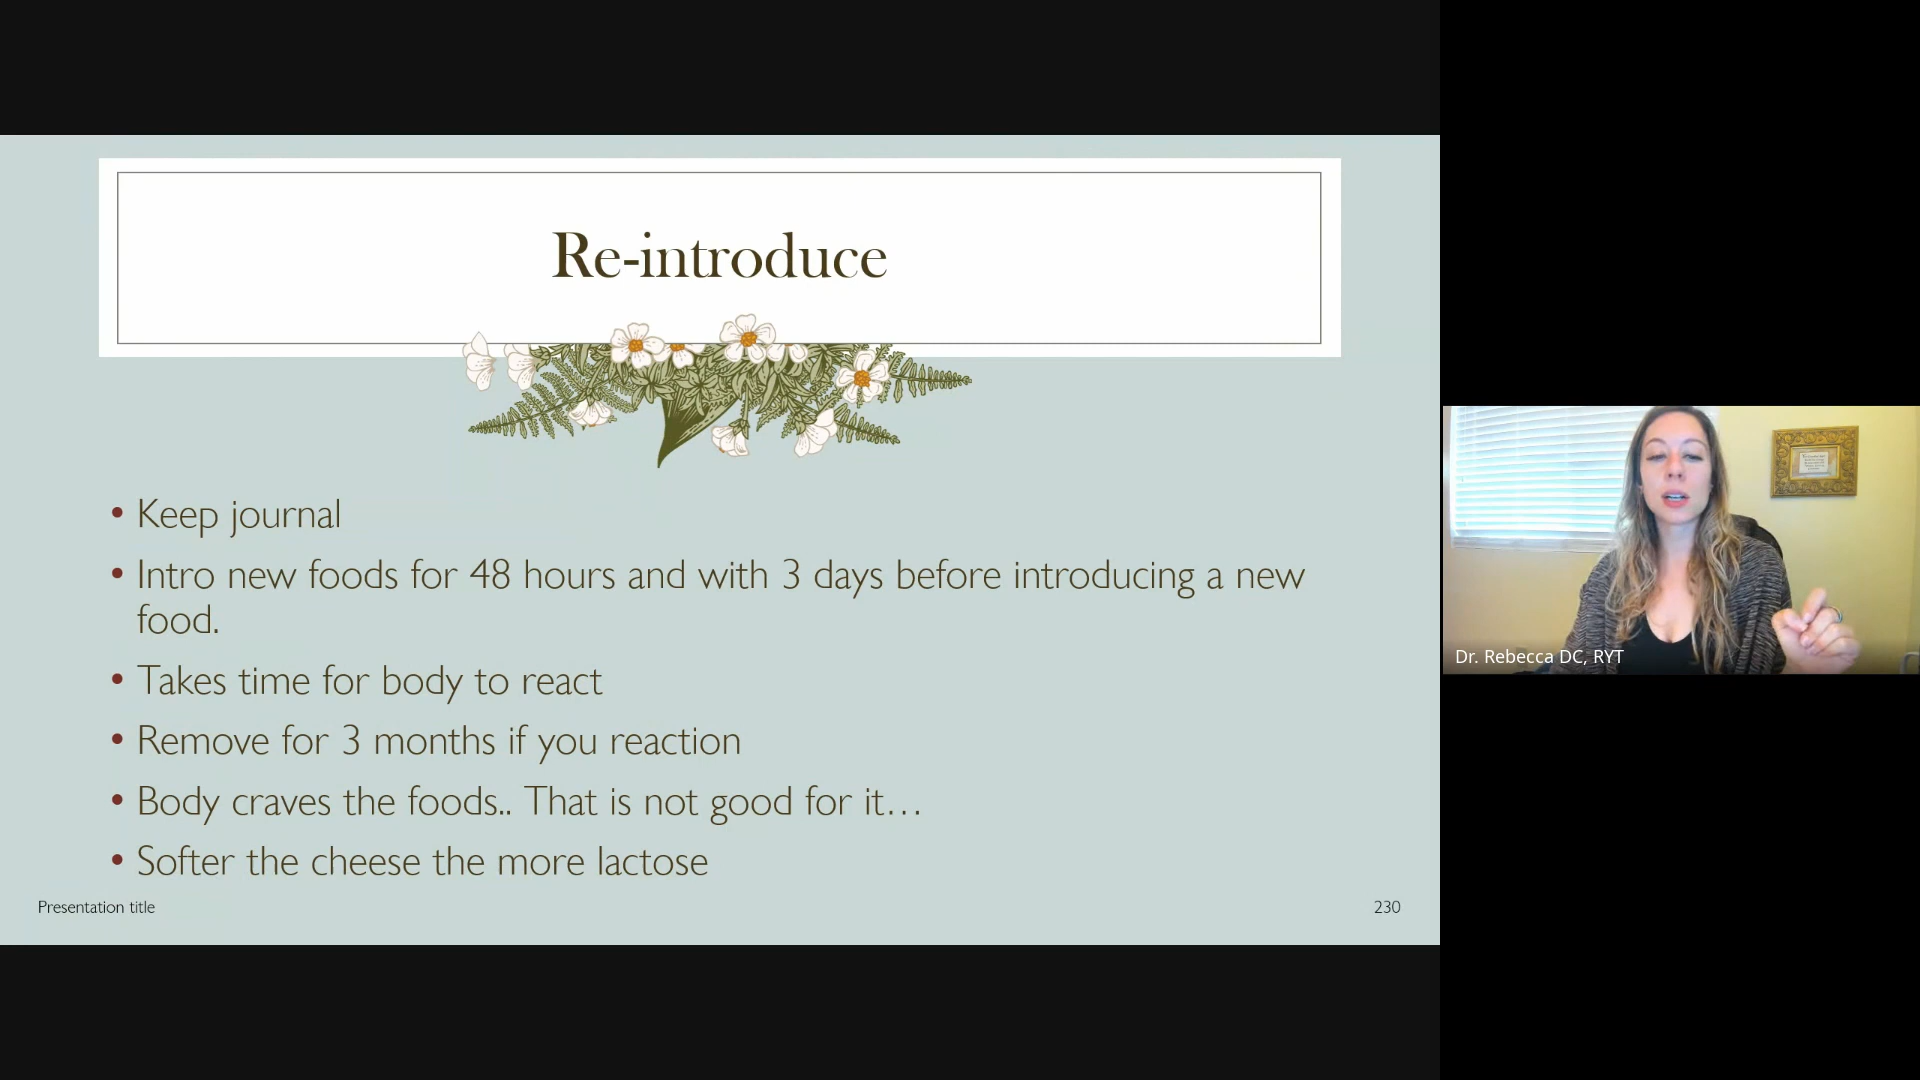 Re-introduce
• Keep journal
• Intro new foods for 48 hours and with 3 days before introducing a new
food.
• Takes time for body to react
• Remove for 3 months if you reaction
• Body craves the foods.. That is not good for it…
• Softer the cheese the more lactose
Presentation title
230
Dr. Rebecca DC, RYT